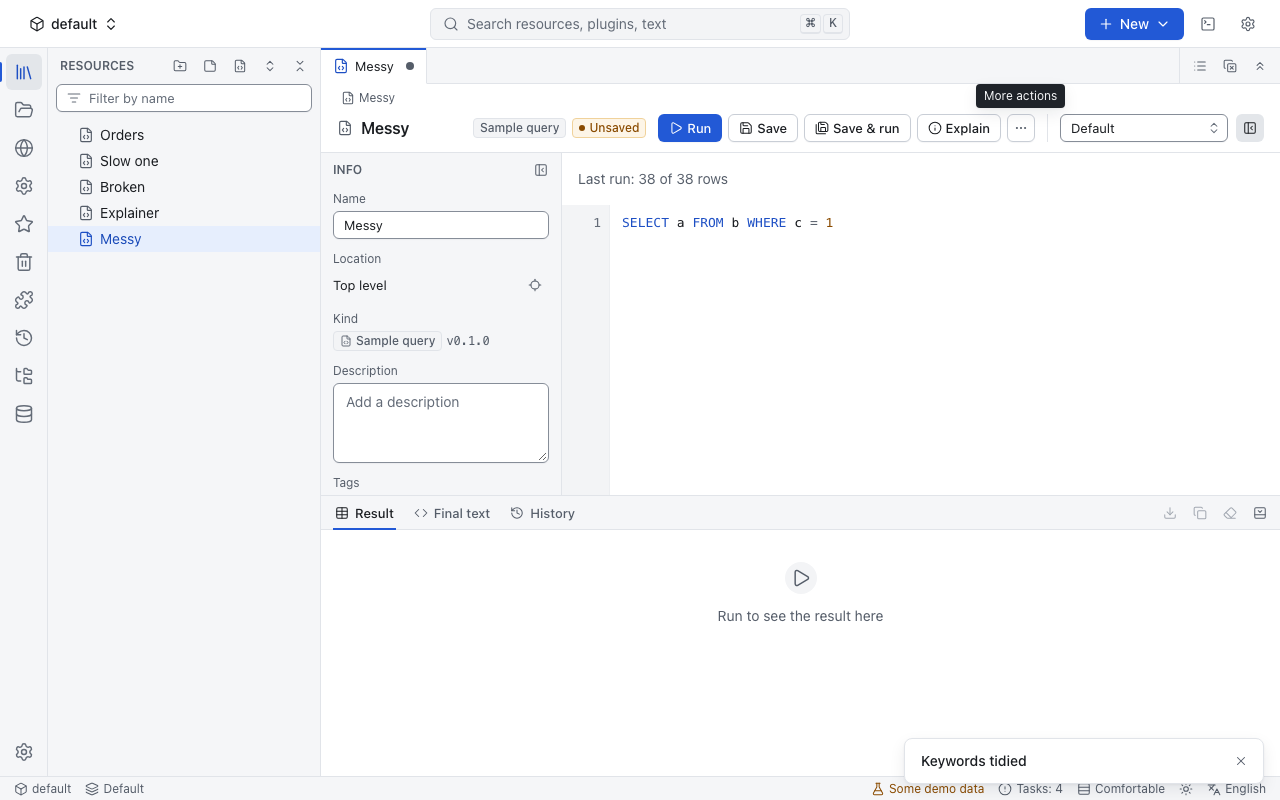 default
Search resources, plugins, text
⌘ K
New
RESOURCES
Filter by name
Orders
Slow one
Broken
Explainer
Messy
Messy
Messy
More actions
Messy
Sample query
Unsaved
Run
Save
Save & run
Explain
Default
INFO
Name
Messy
Location
Top level
Kind
Sample query v0.1.0
Description
Add a description
Tags
Last run: 38 of 38 rows
1 SELECT a FROM b WHERE c = 1
Result
Final text
History
Run to see the result here
Keywords tidied
default
Default
Some demo data
Tasks: 4
Comfortable
English